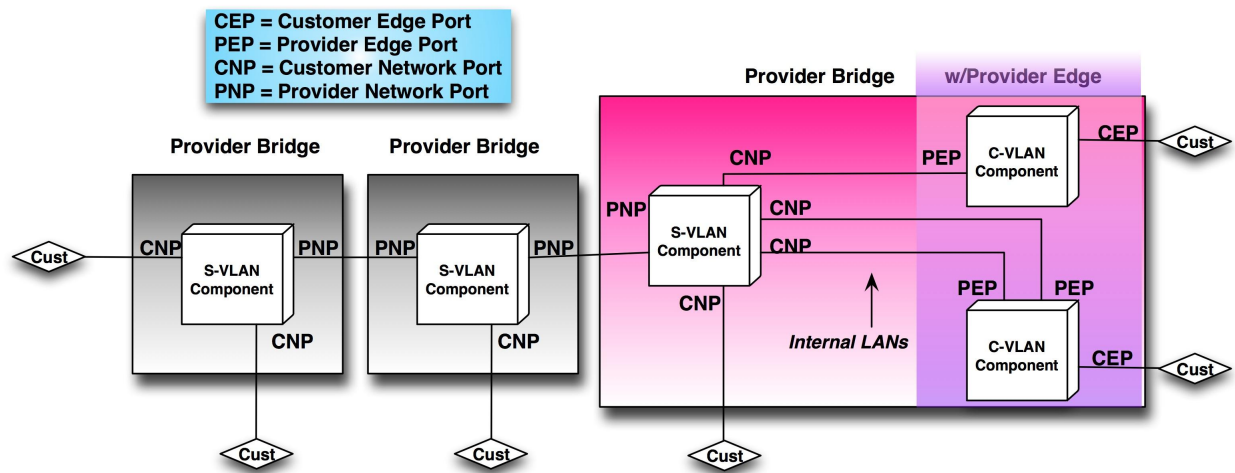 CEP = Customer Edge Port
PEP = Provider Edge Port
CNP = Customer Network Port
PNP = Provider Network Port
Provider Bridge
w/Provider Edge
Provider Bridge
Provider Bridge
CNP
PEP
C-VLAN
Component
CEP
Cust
PNP
S-VLAN
Component
CNP
CNP
CNP
Cust
CNP
S-VLAN
Component
PNP
PNP
S-VLAN
Component
PNP
CNP
CNP
PEP
PEP
Internal LANs
C-VLAN
Component
CEP
Cust
Cust
Cust
Cust